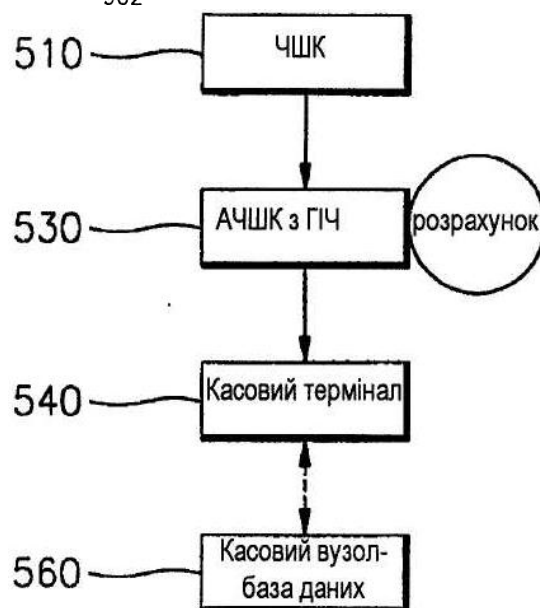 510
ЧШК
530
АЧШК з ГІЧ
розрахунок
540
Касовий термінал
560
Касовий вузол-
база даних